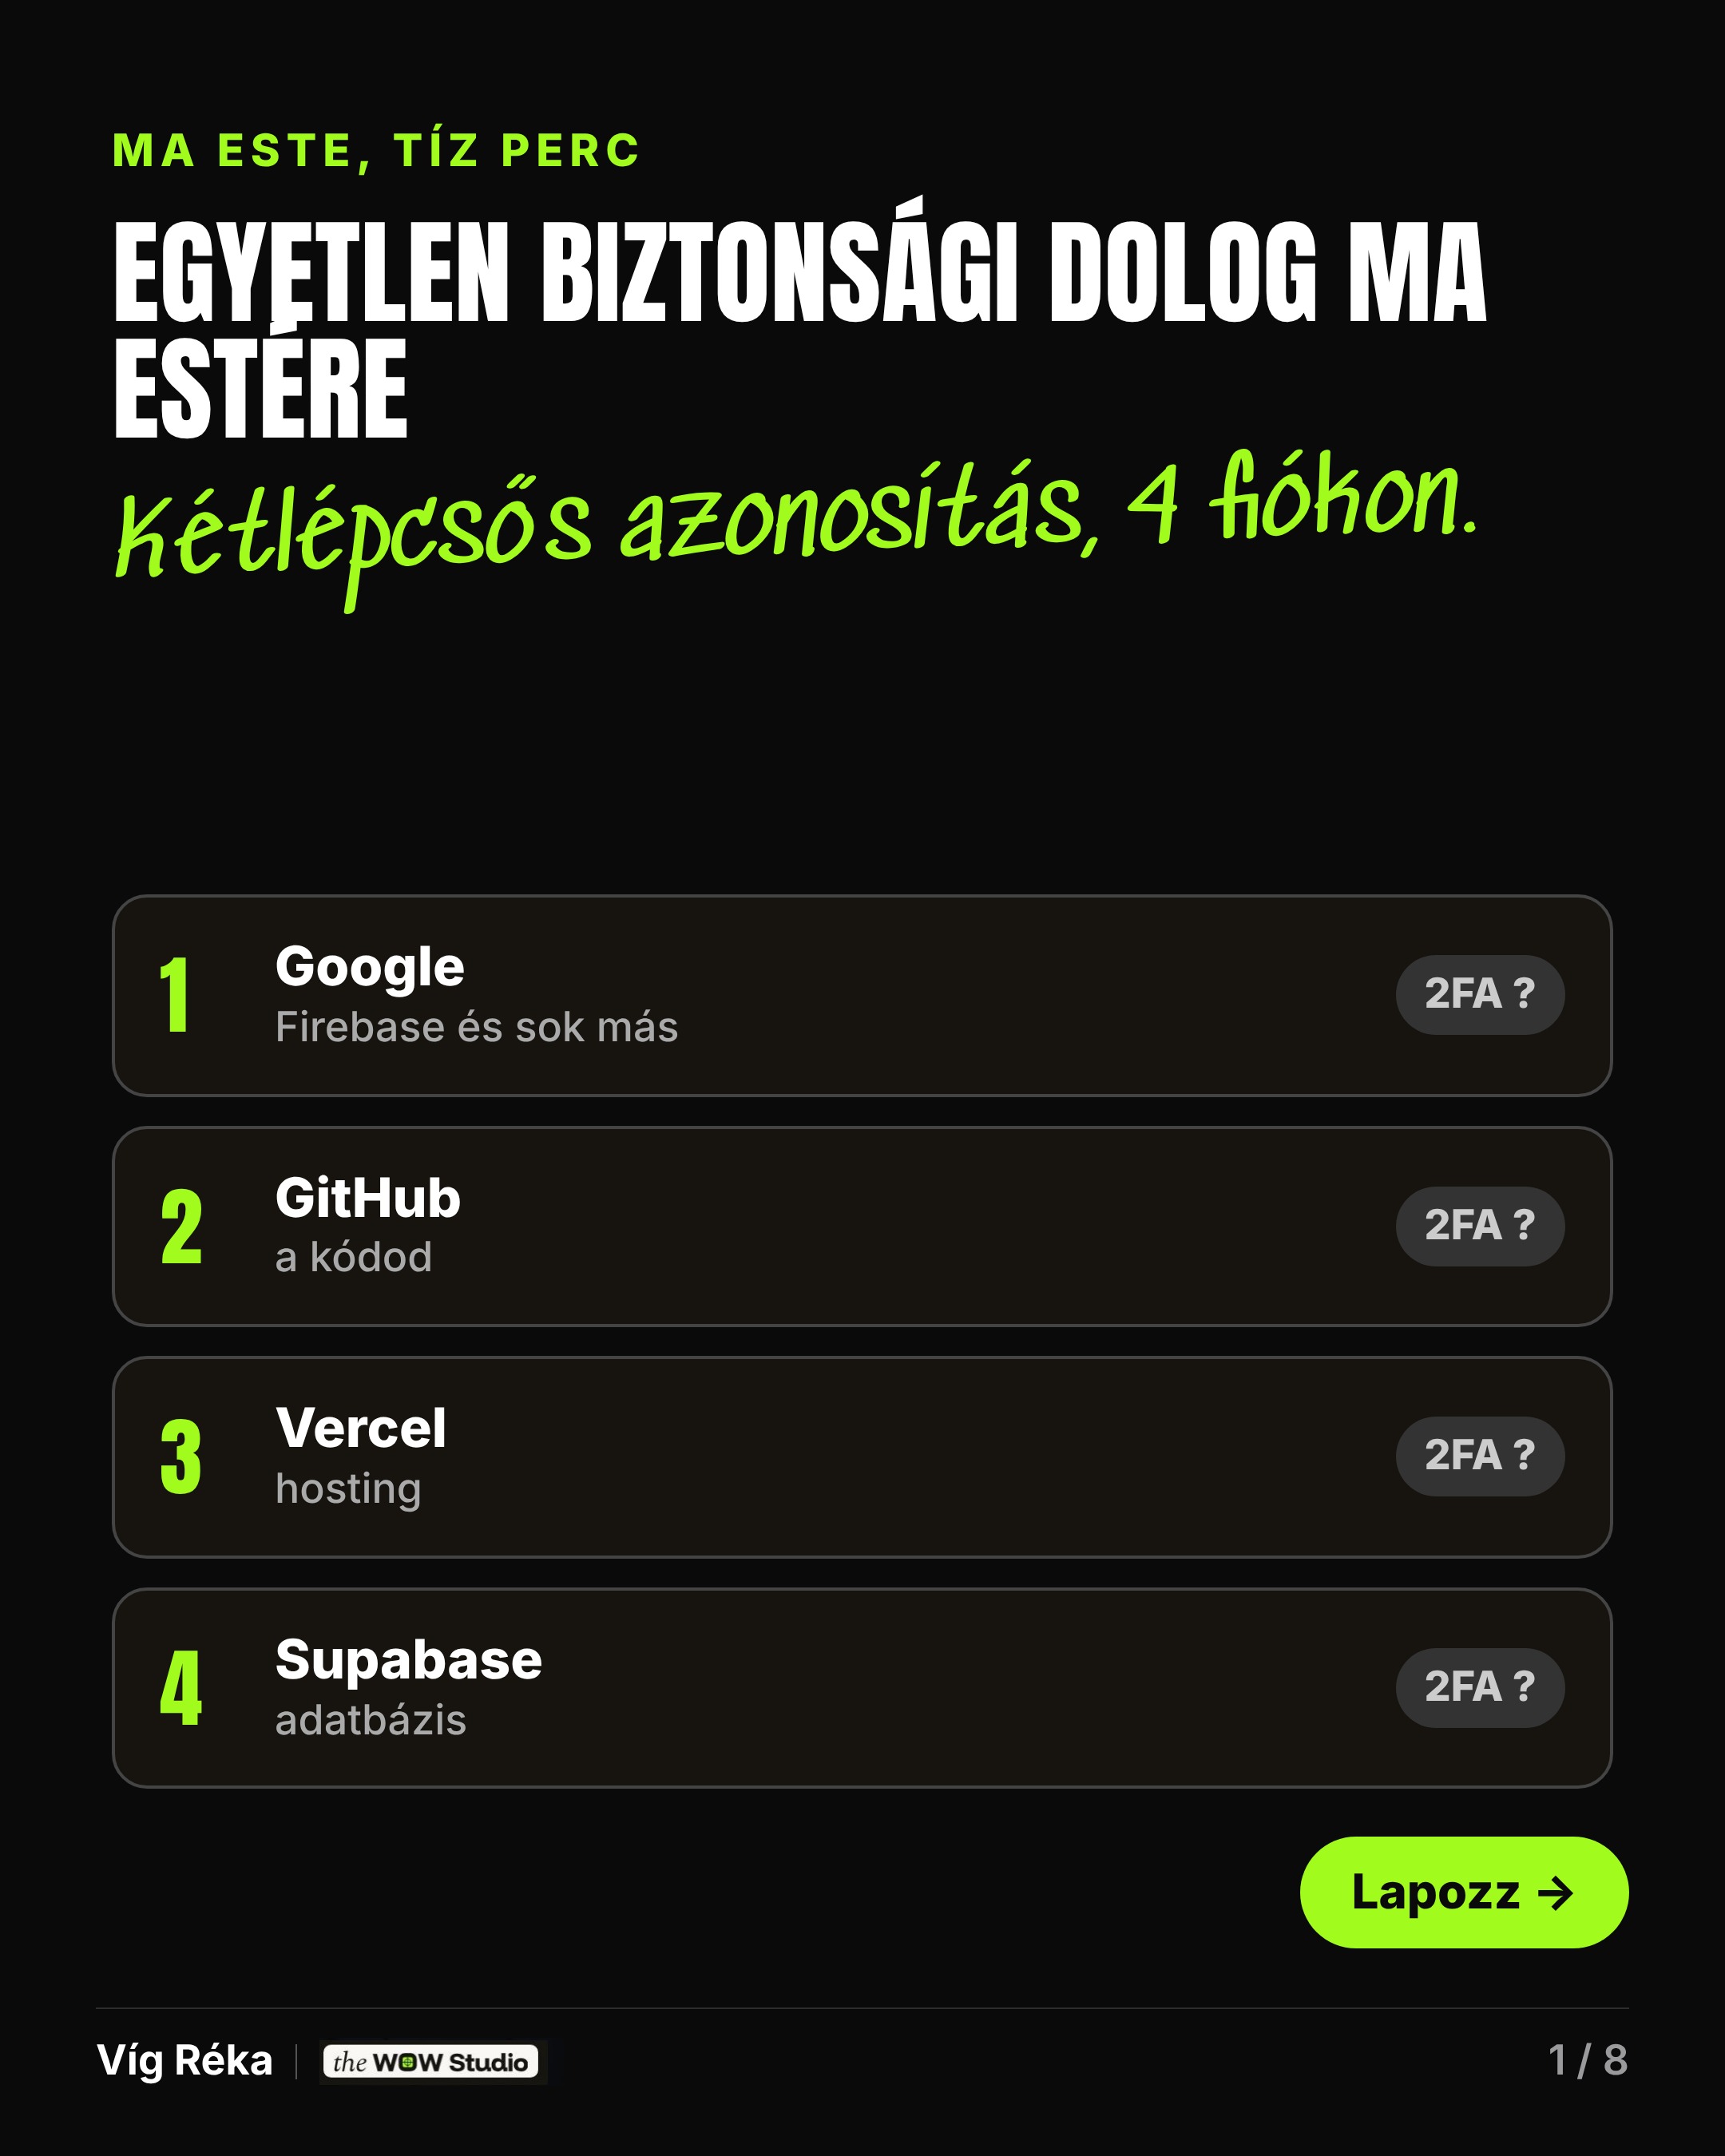 MA ESTE, TÍZ PERC
EGYETLEN BIZTONSÁGI DOLOG MA
ESTÉRE
Kétlépcsős azonosítás, 4 fiókon.
1
Google
Firebase és sok más
2FA ?
2
GitHub
a kódod
2FA ?
3
Vercel
hosting
2FA ?
4
Supabase
adatbázis
2FA ?
Lapozz →
Víg Réka
the WOW Studio
1 / 8